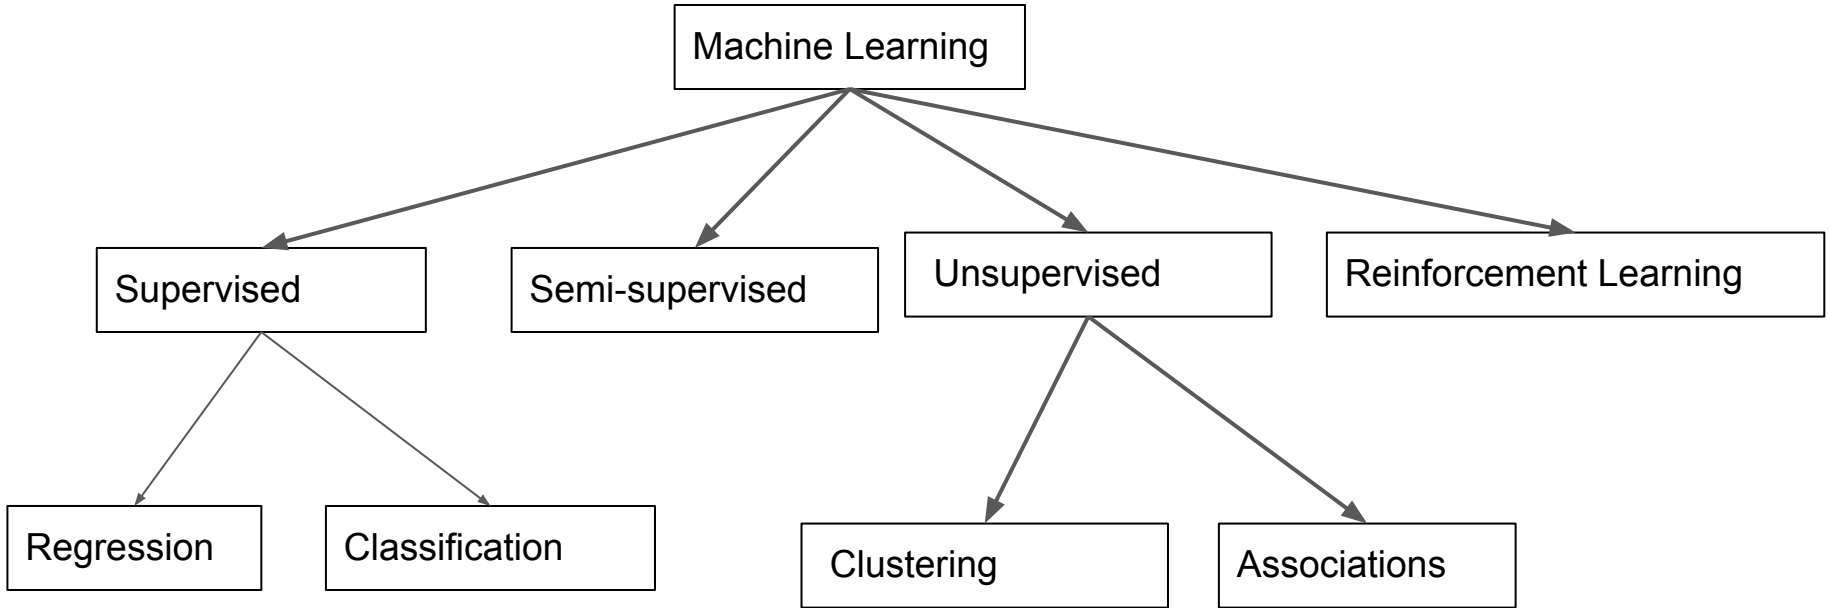 Machine Learning
Supervised
Semi-supervised
Unsupervised
Reinforcement Learning
Regression
Classification
Clustering
Associations